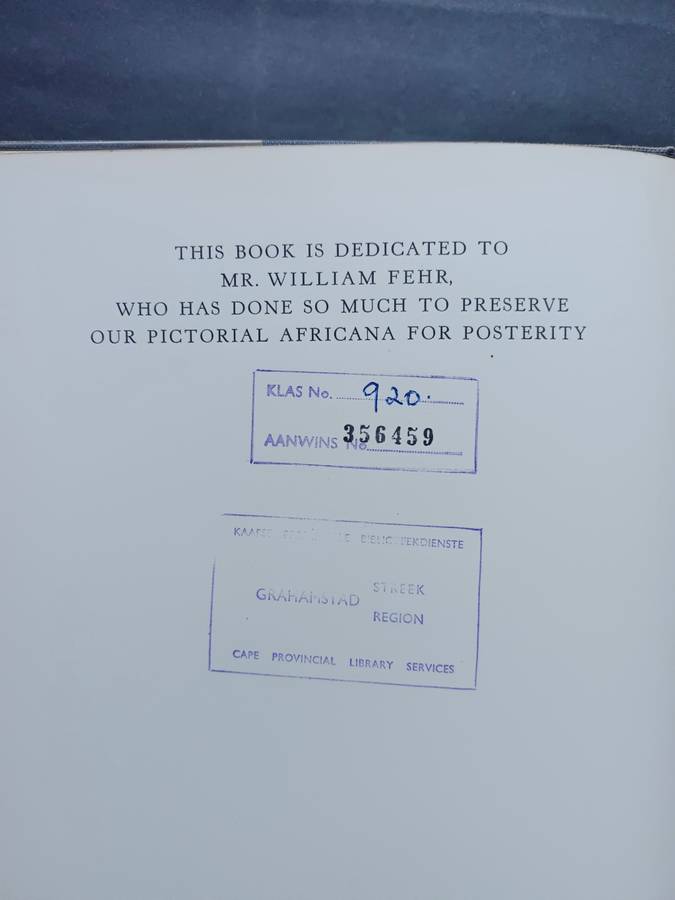 THIS BOOK IS DEDICATED TO
MR. WILLIAM FEHR,
WHO HAS DONE SO MUCH TO PRESERVE
OUR PICTORIAL AFRICANA FOR POSTERITY
KLAS No. 920.
AANWINS No. 356459
BIBLIOTEEKDIENSTE
GRAHAMSTAD
STREEK
REGION
CAPE PROVINCIAL LIBRARY SERVICES